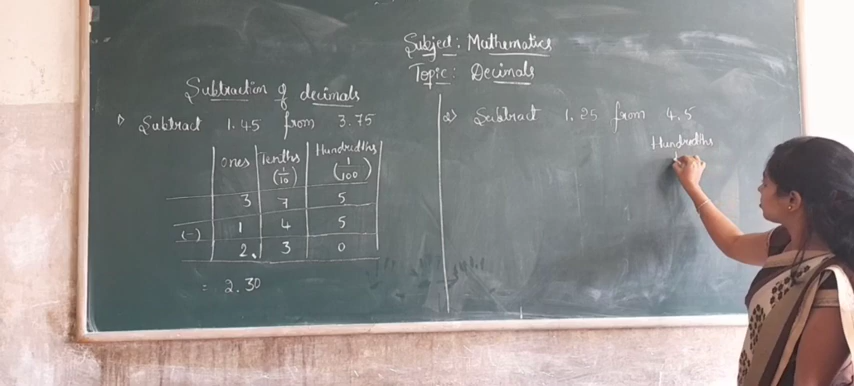 Subject: Mathematics
Topic: Decimals
Subtraction of decimals
1) Subtract 1.45 from 3.75
Ones Tenths Hundredths
(1/10) (1/100)
3 7 5
(-) 1 4 5
2. 3 0
= 2.30
2) Subtract 1.25 from 4.5
Hundredths